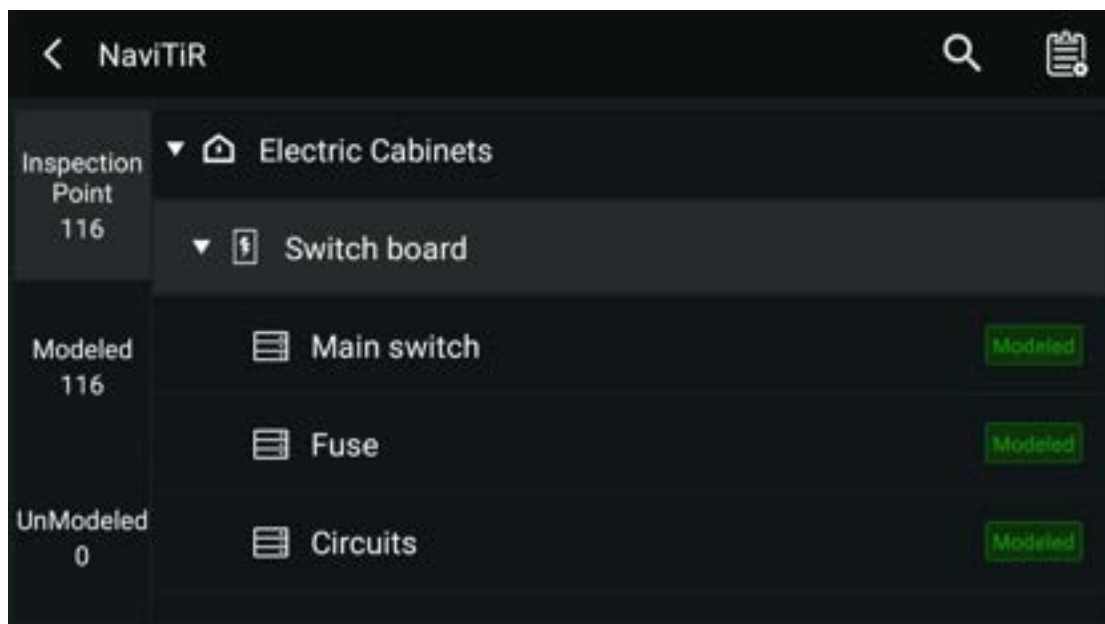 NaviTiR
Inspection
Point
116
Modeled
116
UnModeled
0
Electric Cabinets
Switch board
Main switch
Modeled
Fuse
Modeled
Circuits
Modeled